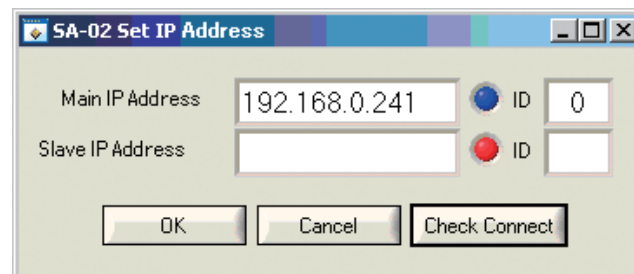 SA-02 Set IP Address
Main IP Address 192.168.0.241 ID 0
Slave IP Address ID
OK Cancel Check Connect